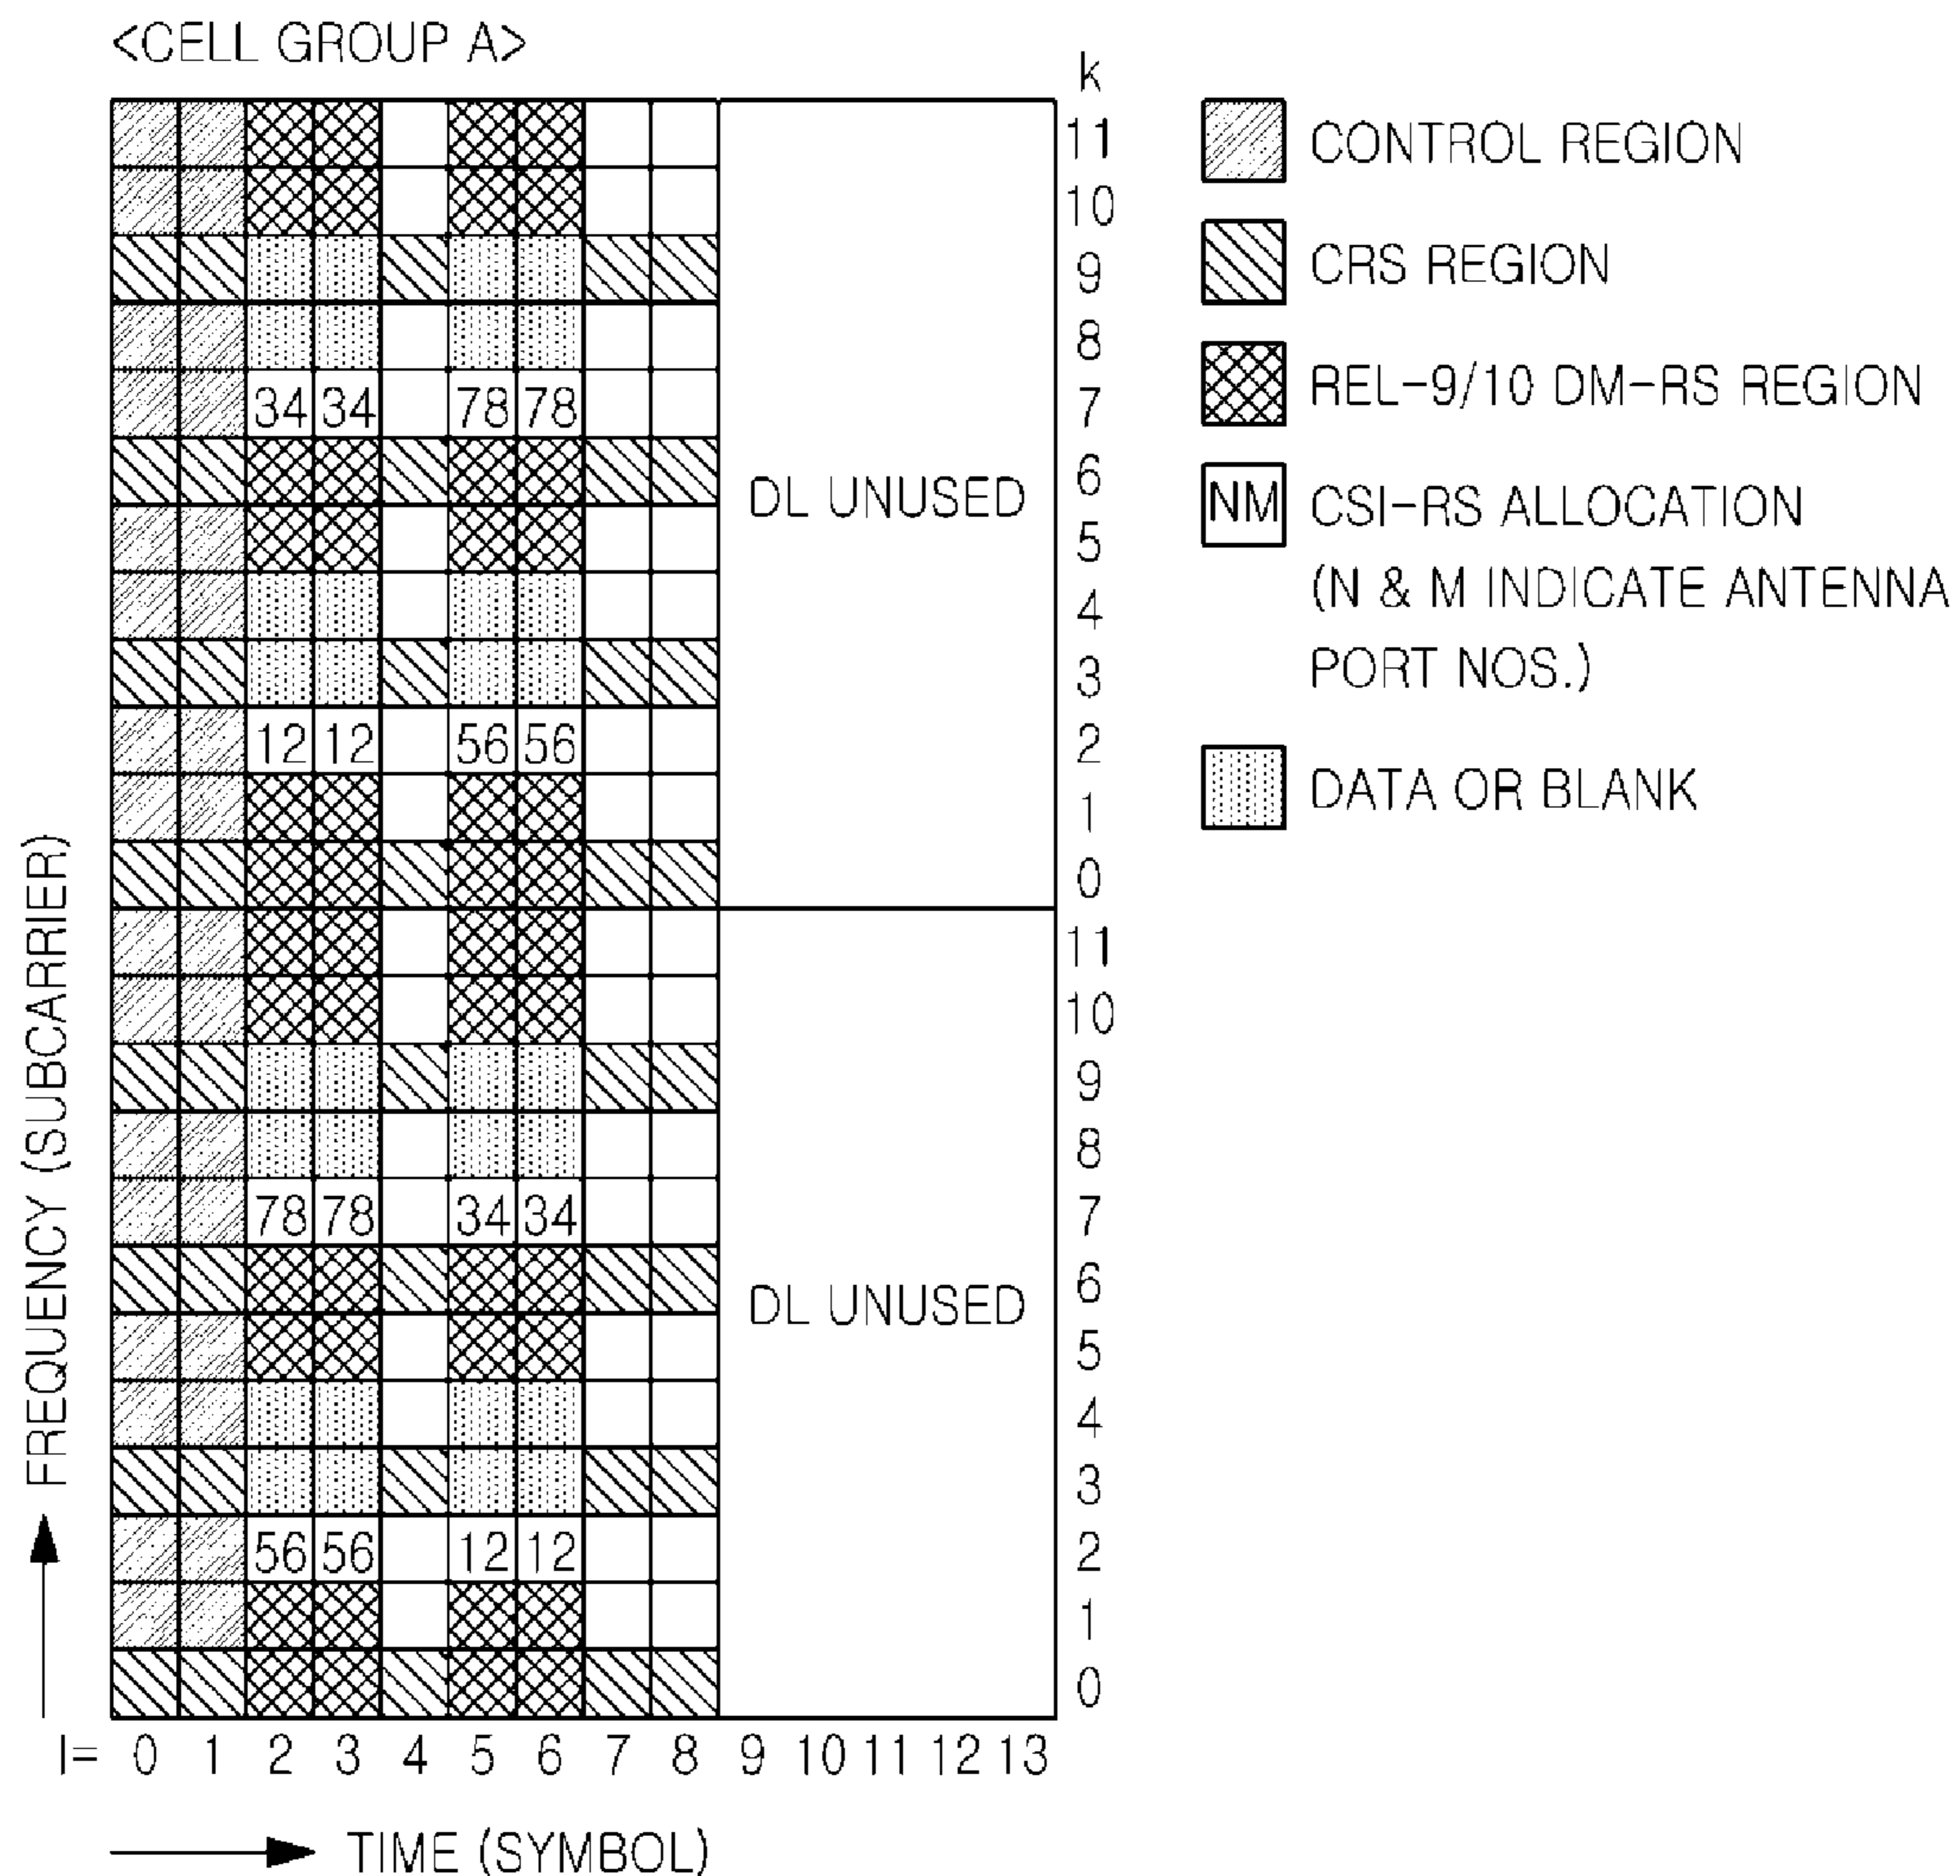 <CELL GROUP A>
k
11
10
9
8
34 34 78 78 7
6
DL UNUSED
5
4
3
12 12 56 56 2
1
0
11
10
9
8
78 78 34 34 7
6
DL UNUSED
5
4
3
56 56 12 12 2
1
0
l= 0 1 2 3 4 5 6 7 8 9 10 11 12 13
TIME (SYMBOL)
FREQUENCY (SUBCARRIER)
CONTROL REGION
CRS REGION
REL-9/10 DM-RS REGION
NM CSI-RS ALLOCATION
(N & M INDICATE ANTENNA
PORT NOS.)
DATA OR BLANK